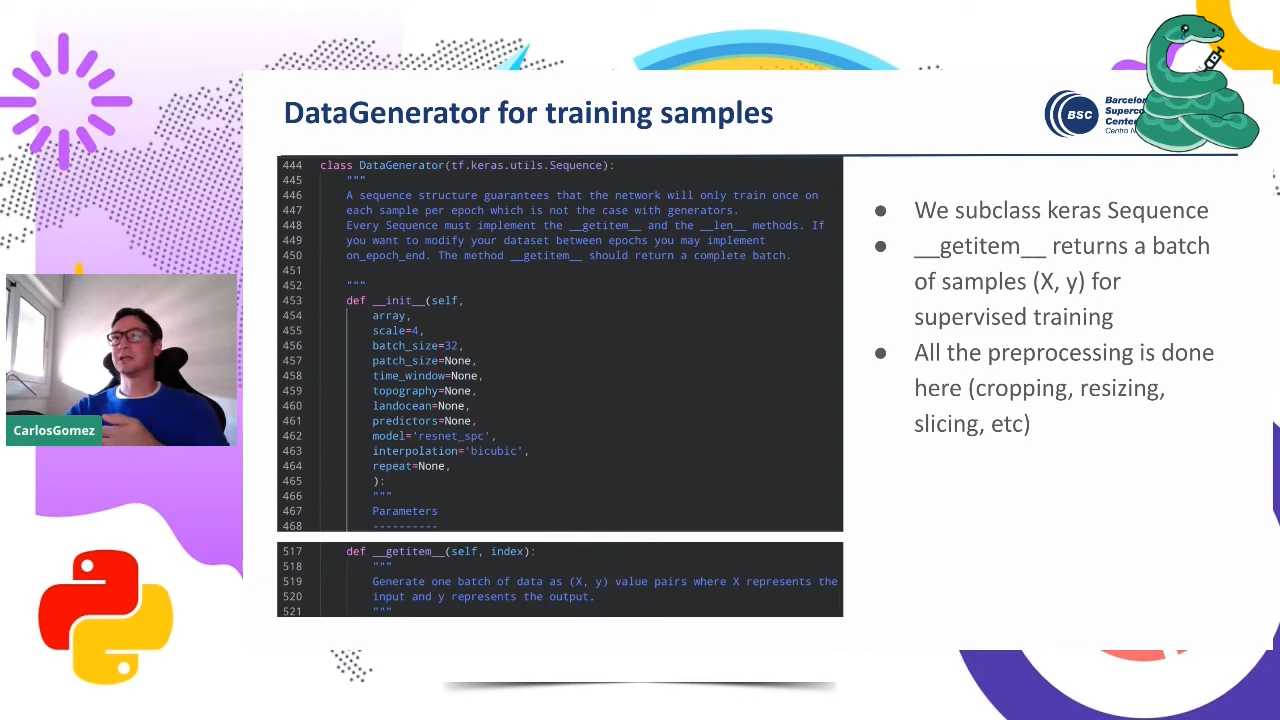 DataGenerator for training samples
BSC
Barcelon
Superco
Center
Centro N
444 class DataGenerator(tf.keras.utils.Sequence):
445 """
446 A sequence structure guarantees that the network will only train once on
447 each sample per epoch which is not the case with generators.
448 Every Sequence must implement the __getitem__ and the __len__ methods. If
449 you want to modify your dataset between epochs you may implement
450 on_epoch_end. The method __getitem__ should return a complete batch.
451
452 """
453 def __init__(self,
454 array,
455 scale=4,
456 batch_size=32,
457 patch_size=None,
458 time_window=None,
459 topography=None,
460 landocean=None,
461 predictors=None,
462 model='resnet_spc',
463 interpolation='bicubic',
464 repeat=None,
465 ):
466 """
467 Parameters
468 ----------
517 def __getitem__(self, index):
518 """
519 Generate one batch of data as (X, y) value pairs where X represents the
520 input and y represents the output.
521 """
● We subclass keras Sequence
● __getitem__ returns a batch
of samples (X, y) for
supervised training
● All the preprocessing is done
here (cropping, resizing,
slicing, etc)
CarlosGomez